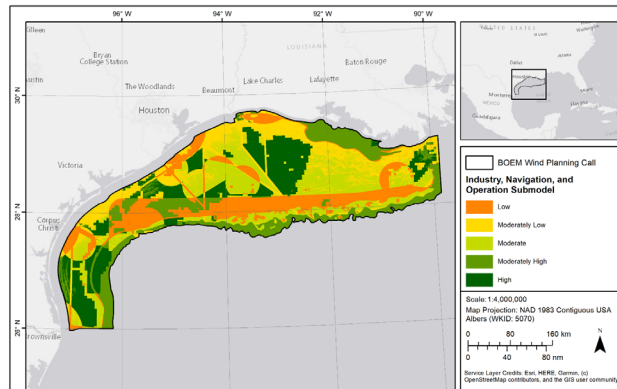 96°W
94°W
92°W
90°W
LOUISIANA
Bryan
College Station
Baton Rouge
The Woodlands
Beaumont
Lake Charles
Lafayette
30°N
Houston
Victoria
28°N
Corpus
Christi
26°N
Dallas
Houston
Atlanta
MEXICO
Guadalajara
BOEM Wind Planning Call
Industry, Navigation, and
Operation Submodel
Low
Moderately Low
Moderate
Moderately High
High
Scale: 1:4,000,000
Map Projection: NAD 1983 Contiguous USA
Albers (WKID: 5070)
0 80 160 km
N
0 40 80 nm
Service Layer Credits: Esri, HERE, Garmin, (c)
OpenStreetMap contributors, and the GIS user community